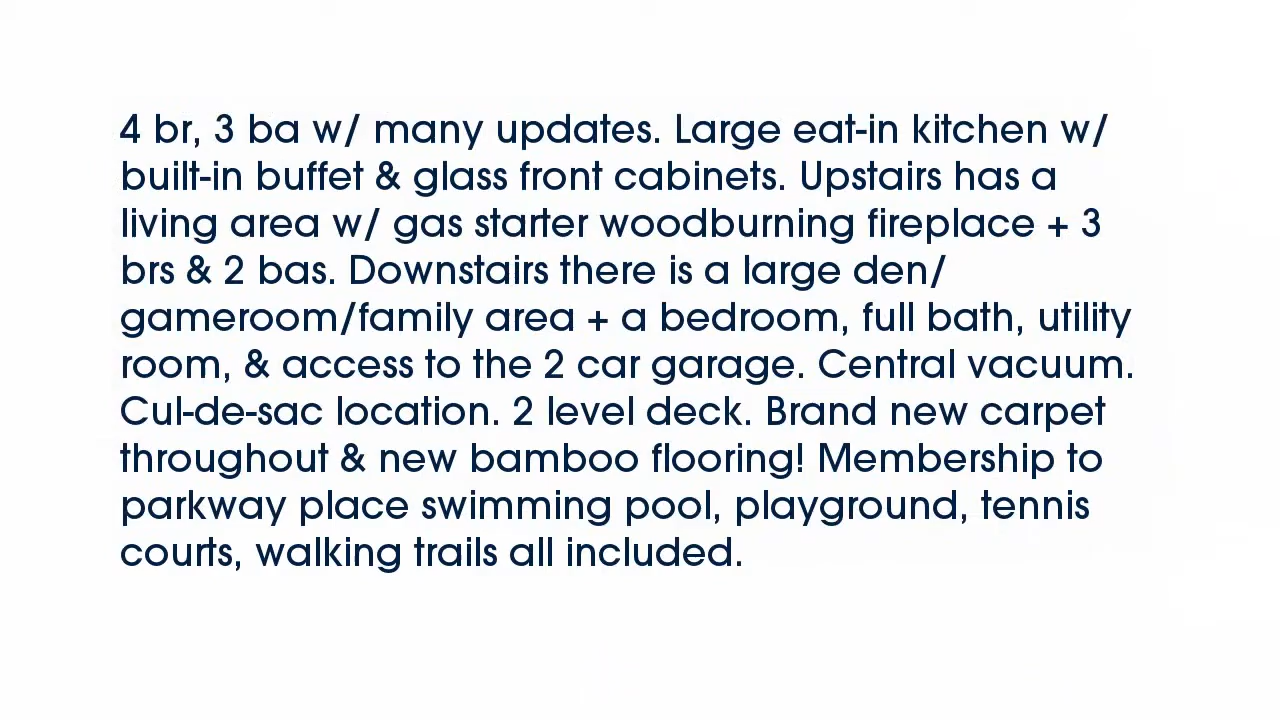 4 br, 3 ba w/ many updates. Large eat-in kitchen w/
built-in buffet & glass front cabinets. Upstairs has a
living area w/ gas starter woodburning fireplace + 3
brs & 2 bas. Downstairs there is a large den/
gameroom/family area + a bedroom, full bath, utility
room, & access to the 2 car garage. Central vacuum.
Cul-de-sac location. 2 level deck. Brand new carpet
throughout & new bamboo flooring! Membership to
parkway place swimming pool, playground, tennis
courts, walking trails all included.